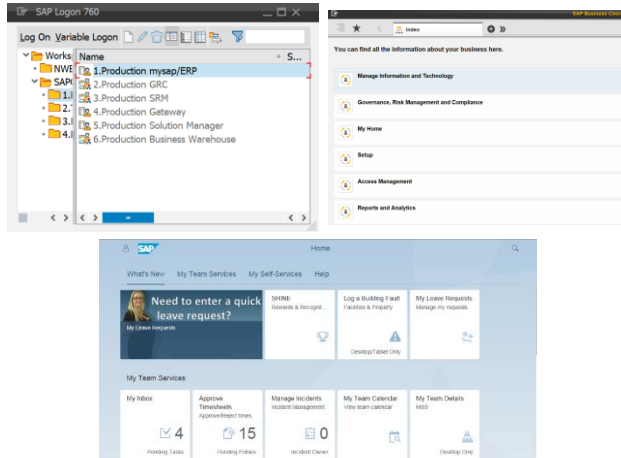 SAP Logon 760
Log On Variable Logon
Works
Name
S...
NWE
1.Production mysap/ERP
SAP
2.Production GRC
3.Production SRM
4.Production Gateway
5.Production Solution Manager
6.Production Business Warehouse
SAP Business Clien
Index
You can find all the information about your business here.
Manage Information and Technology
Governance, Risk Management and Compliance
My Home
Setup
Access Management
Reports and Analytics
SAP
Home
What's New My Team Services My Self-Services Help
Need to enter a quick
leave request?
My Leave Requests
SHINE
Rewards & Recognit...
Log a Building Fault
Facilities & Property
Desktop/Tablet Only
My Leave Requests
Manage my requests
My Team Services
My Inbox
4
Pending Tasks
Approve
Timesheets
Approve/Reject times
15
Pending Entries
Manage Incidents
Incident Management
0
Incident Owner
My Team Calendar
View team calendar
My Team Details
MSS
Desktop Only